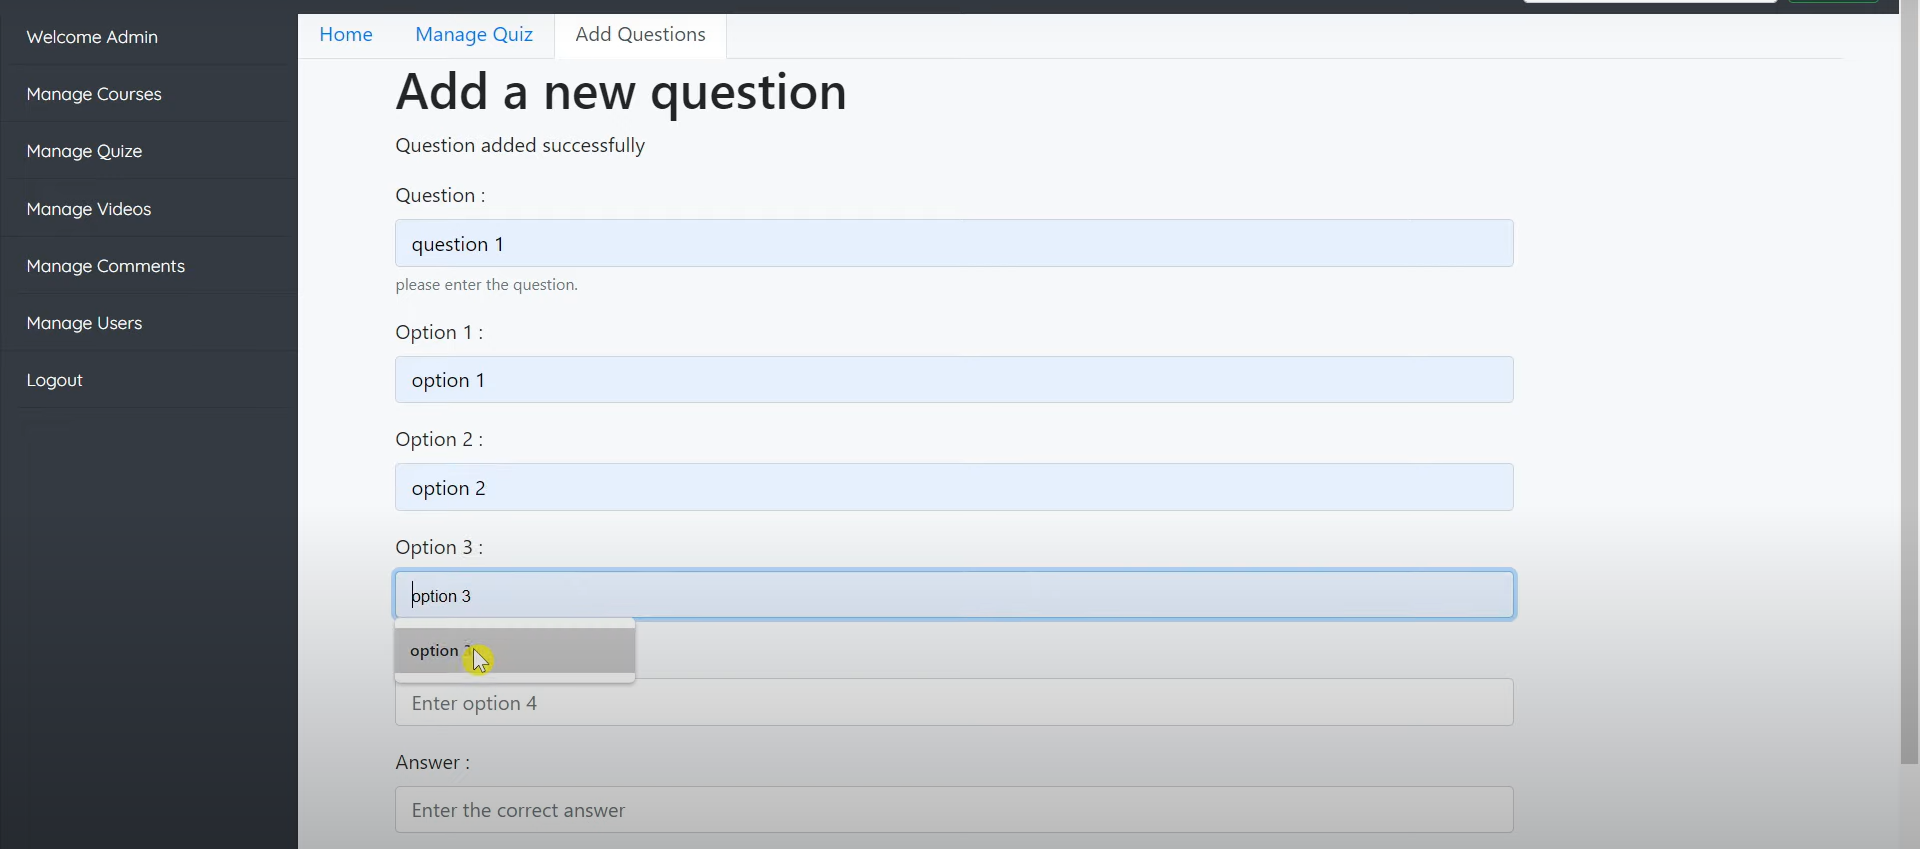 Welcome Admin
Manage Courses
Manage Quize
Manage Videos
Manage Comments
Manage Users
Logout
Home Manage Quiz Add Questions
Add a new question
Question added successfully
Question :
question 1
please enter the question.
Option 1 :
option 1
Option 2 :
option 2
Option 3 :
option 3
option
Enter option 4
Answer :
Enter the correct answer